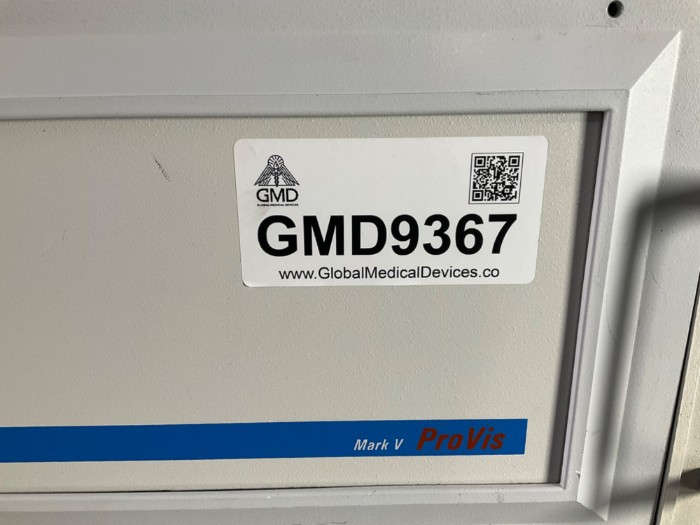 GMD
GLOBAL MEDICAL DEVICES
GMD9367
www.GlobalMedicalDevices.co
Mark V ProVis